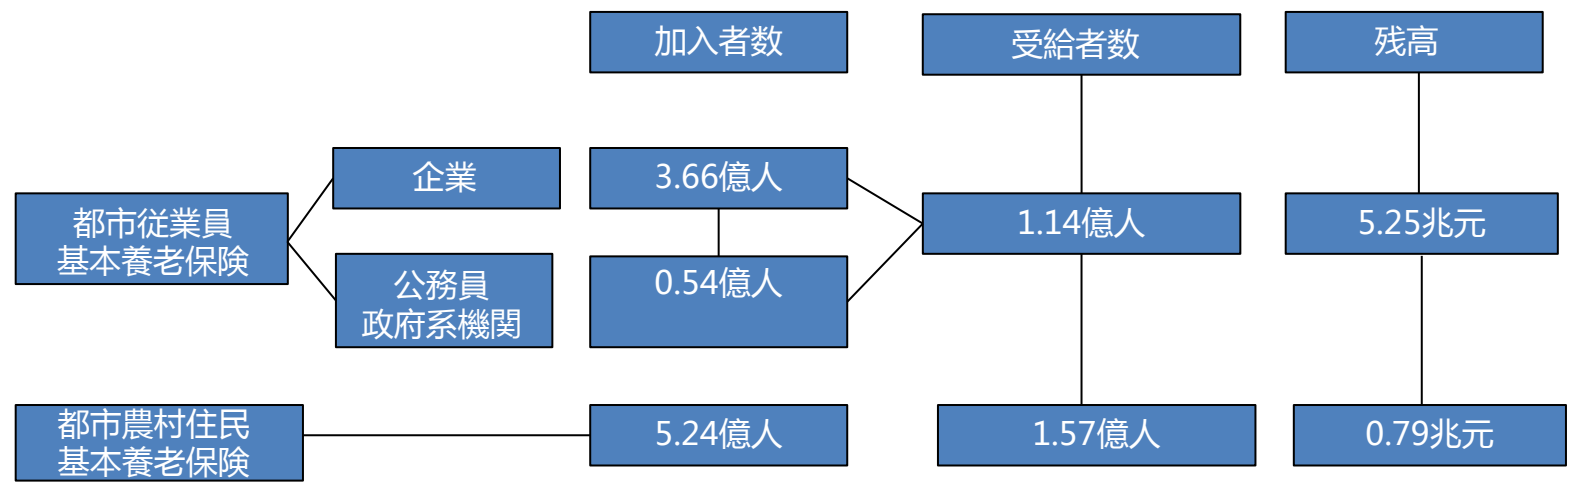 加入者数
受給者数
残高
企業
3.66億人
都市従業員
基本養老保険
1.14億人
5.25兆元
公務員
政府系機関
0.54億人
都市農村住民
基本養老保険
5.24億人
1.57億人
0.79兆元